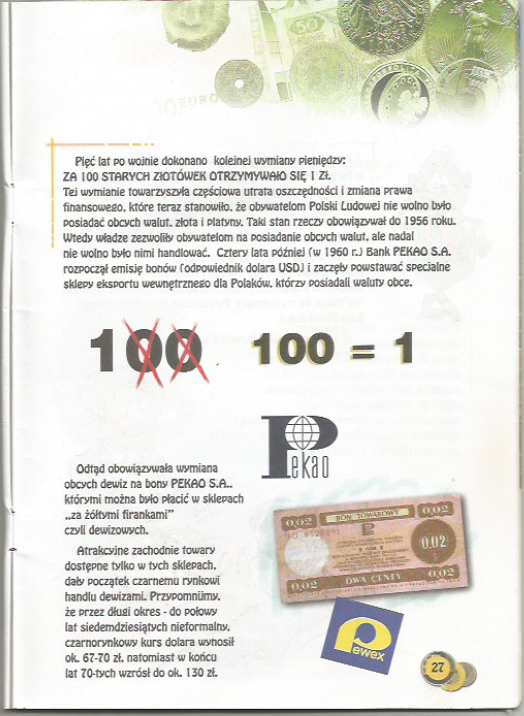 EURO
50
Pięć lat po wojnie dokonano kolejnej wymiany pieniędzy:
ZA 100 STARYCH ZŁOTÓWEK OTRZYMYWAŁO SIĘ 1 ZŁ.
Tej wymianie towarzyszyła częściowa utrata oszczędności i zmiana prawa
finansowego, które teraz stanowiło, że obywatelom Polski Ludowej nie wolno było
posiadać obcych walut, złota i platyny. Taki stan rzeczy obowiązywał do 1956 roku.
Wtedy władze zezwoliły obywatelom na posiadanie obcych walut, ale nadal
nie wolno było nimi handlować. Cztery lata później (w 1960 r.) Bank PEKAO S.A.
rozpoczął emisję bonów (odpowiednik dolara USD) i zaczęły powstawać specjalne
sklepy eksportu wewnętrznego dla Polaków, którzy posiadali waluty obce.
100 100 = 1
Pekao
Odtąd obowiązywała wymiana
obcych dewiz na bony PEKAO S.A.,
którymi można było płacić w sklepach
„za żółtymi firankami”
czyli dewizowych.
Atrakcyjne zachodnie towary
dostępne tylko w tych sklepach,
dały początek czarnemu rynkowi
handlu dewizami. Przypomnijmy,
że przez długi okres - do połowy
lat siedemdziesiątych nieformalny,
czarnorynkowy kurs dolara wynosił
ok. 67-70 zł, natomiast w końcu
lat 70-tych wzrósł do ok. 130 zł.
0,02 BON TOWAROWY 0,02
0,02
0,02 DWA CENTY 0,02
Pewex
27